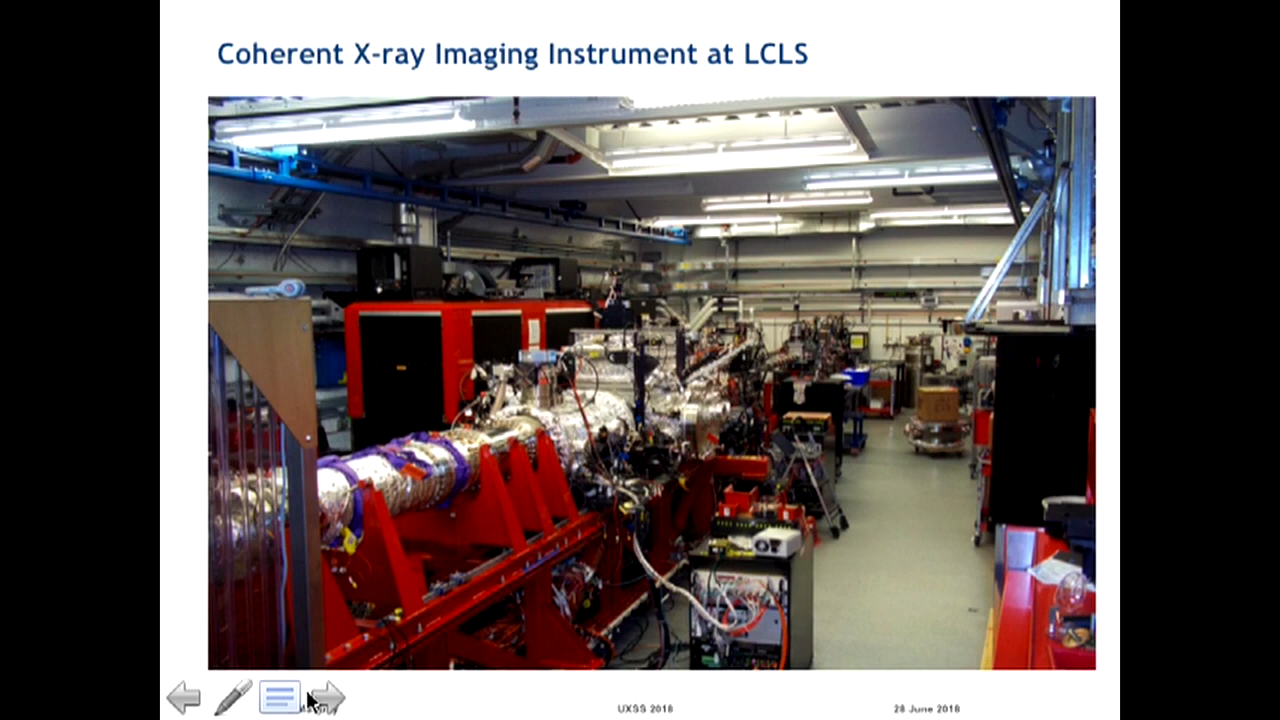 Coherent X-ray Imaging Instrument at LCLS
UXSS 2018
28 June 2018